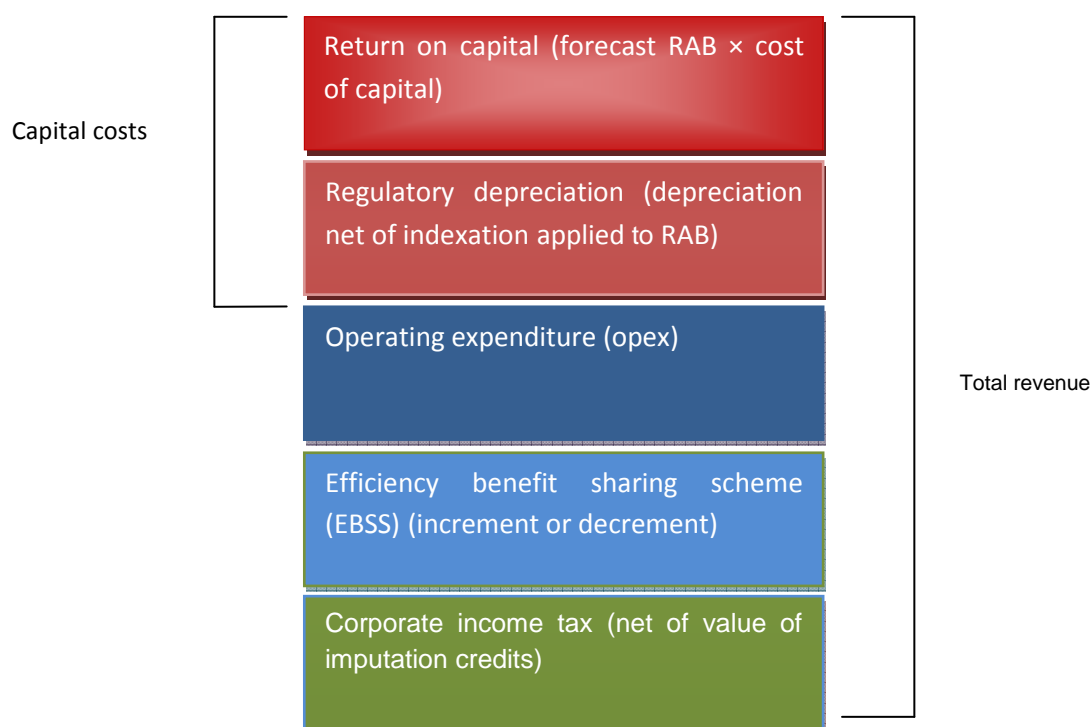 Return on capital (forecast RAB × cost
of capital)
Capital costs
Regulatory depreciation (depreciation
net of indexation applied to RAB)
Operating expenditure (opex)
Total revenue
Efficiency benefit sharing scheme
(EBSS) (increment or decrement)
Corporate income tax (net of value of
imputation credits)